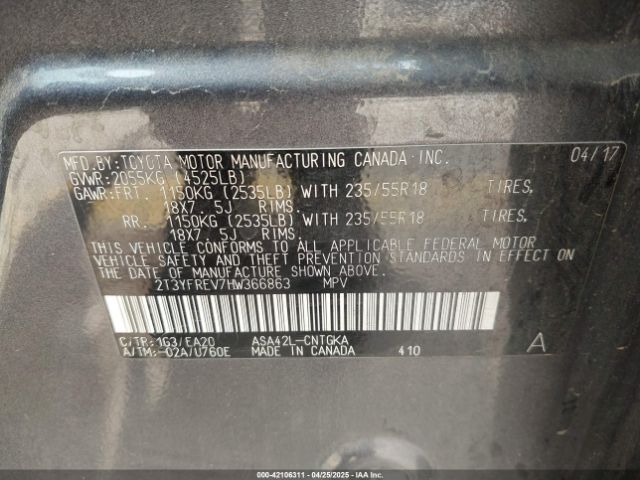 MFD.BY:TOYOTA MOTOR MANUFACTURING CANADA INC. 04/17
GVWR:2055KG (4525LB)
GAWR:FRT. 1150KG (2535LB) WITH 235/55R18 TIRES,
18X7.5J RIMS.
RR. 1150KG (2535LB) WITH 235/55R18 TIRES,
18X7.5J RIMS.
THIS VEHICLE CONFORMS TO ALL APPLICABLE FEDERAL MOTOR
VEHICLE SAFETY AND THEFT PREVENTION STANDARDS IN EFFECT ON
THE DATE OF MANUFACTURE SHOWN ABOVE.
2T3YFREV7HW366863 MPV
C/TR:1G3/EA20 ASA42L-CNTGKA
A/TM:-02A/U760E MADE IN CANADA 410 A
000-42106311 - 04/25/2025 - IAAI